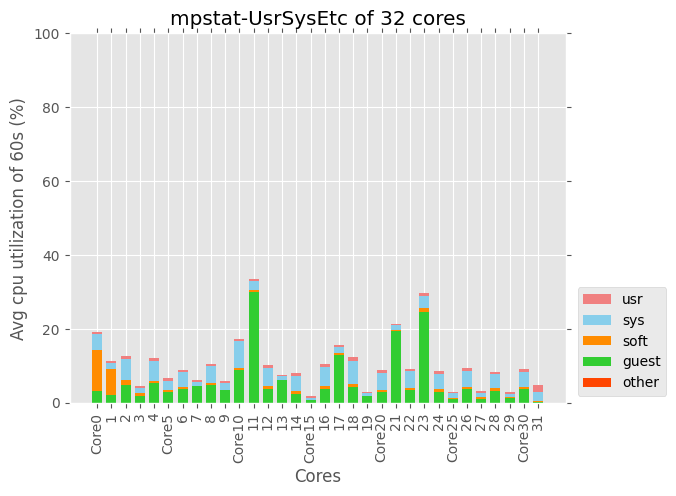 mpstat-UsrSysEtc of 32 cores
Avg cpu utilization of 60s (%)
100
80
60
40
20
0
Core0
1
2
3
4
Core5
6
7
8
9
Core10
11
12
13
14
Core15
16
17
18
19
Core20
21
22
23
24
Core25
26
27
28
29
Core30
31
Cores
usr
sys
soft
guest
other